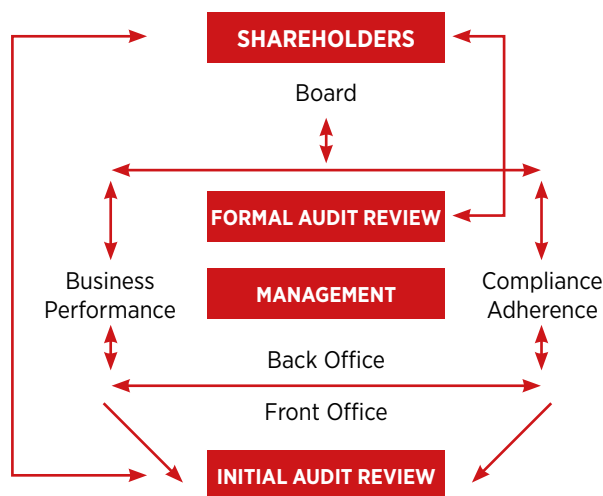 SHAREHOLDERS
Board
FORMAL AUDIT REVIEW
Business
Performance
MANAGEMENT
Compliance
Adherence
Back Office
Front Office
INITIAL AUDIT REVIEW